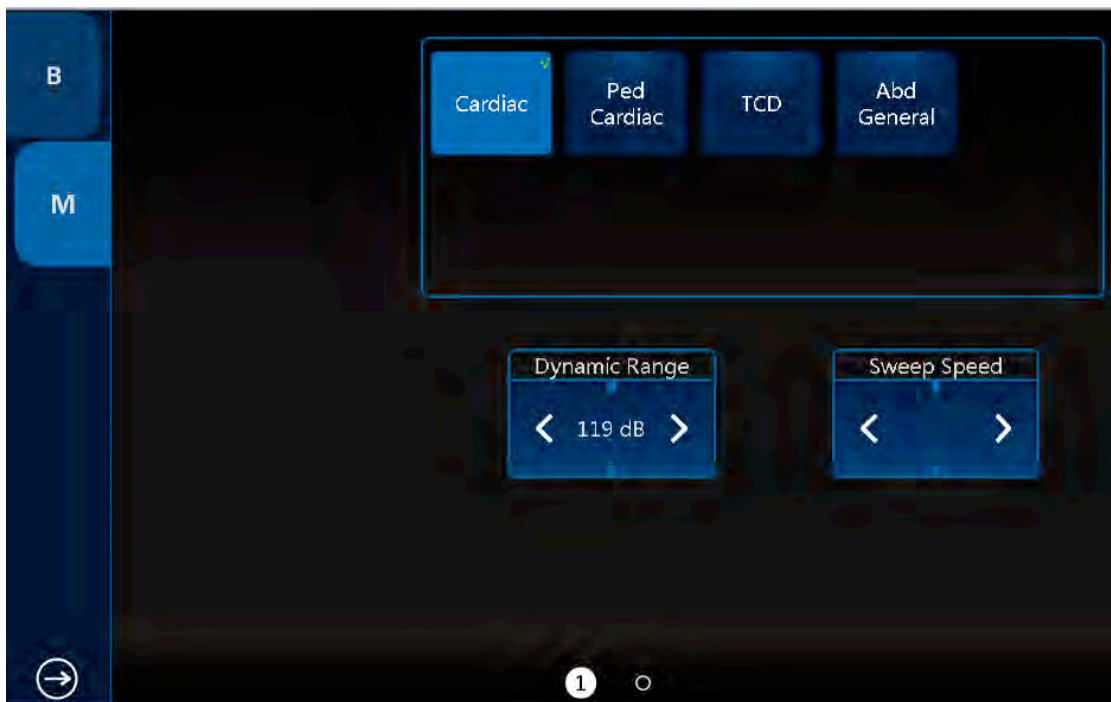 B
M
Cardiac
Ped
Cardiac
TCD
Abd
General
Dynamic Range
119 dB
Sweep Speed
1